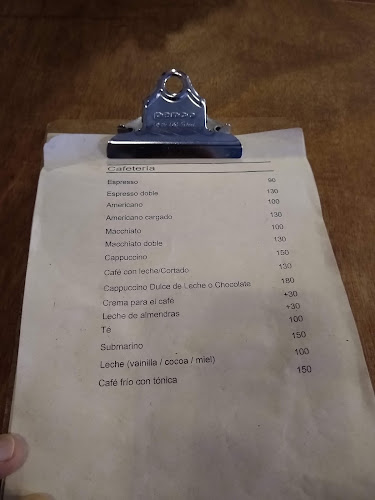 Cafetería
Espresso 90
Espresso doble 130
Americano 100
Americano cargado 130
Macchiato 100
Macchiato doble 130
Cappuccino 150
Café con leche/Cortado 130
Cappuccino Dulce de Leche o Chocolate 180
Crema para el café +30
Leche de almendras +30
Te 100
Submarino 150
Leche (vainilla / cocoa / miel) 100
Café frío con tónica 150